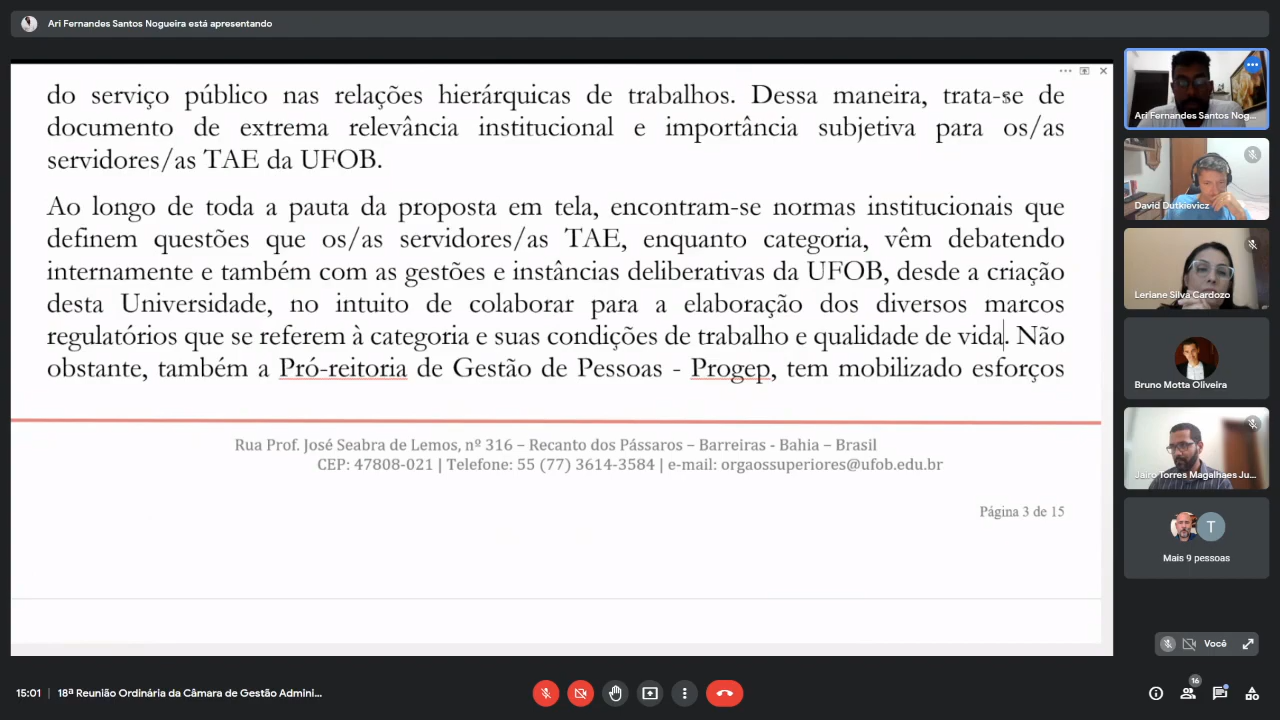 Ari Fernandes Santos Nogueira está apresentando
do serviço público nas relações hierárquicas de trabalhos. Dessa maneira, trata-se de
documento de extrema relevância institucional e importância subjetiva para os/as
servidores/as TAE da UFOB.
Ao longo de toda a pauta da proposta em tela, encontram-se normas institucionais que
definem questões que os/as servidores/as TAE, enquanto categoria, vêm debatendo
internamente e também com as gestões e instâncias deliberativas da UFOB, desde a criação
desta Universidade, no intuito de colaborar para a elaboração dos diversos marcos
regulatórios que se referem à categoria e suas condições de trabalho e qualidade de vida. Não
obstante, também a Pró-reitoria de Gestão de Pessoas - Progep, tem mobilizado esforços
Rua Prof. José Seabra de Lemos, nº 316 – Recanto dos Pássaros – Barreiras - Bahia – Brasil
CEP: 47808-021 | Telefone: 55 (77) 3614-3584 | e-mail: orgaossuperiores@ufob.edu.br
Página 3 de 15
Ari Fernandes Santos Nog...
David Dutkievicz
Leriane Silva Cardozo
Bruno Motta Oliveira
Jairo Torres Magalhaes Ju...
T
Mais 9 pessoas
Você
15:01 | 18ª Reunião Ordinária da Câmara de Gestão Admini...
16